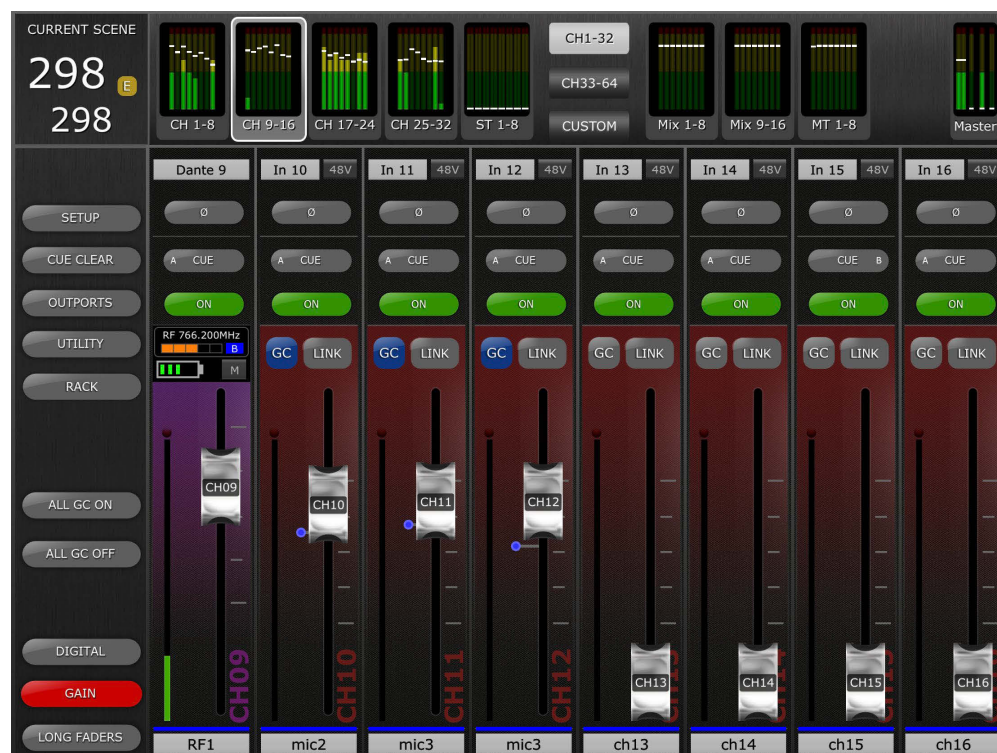 CURRENT SCENE
298 E
298
CH 1-8 CH 9-16 CH 17-24 CH 25-32 ST 1-8
CH1-32
CH33-64
CUSTOM
Mix 1-8 Mix 9-16 MT 1-8 Master
Dante 9 In 10 48V In 11 48V In 12 48V In 13 48V In 14 48V In 15 48V In 16 48V
Ø Ø Ø Ø Ø Ø Ø Ø
A CUE A CUE A CUE A CUE A CUE A CUE CUE B A CUE
ON ON ON ON ON ON ON ON
RF 766.200MHz
B
M
GC LINK GC LINK GC LINK GC LINK GC LINK GC LINK GC LINK
SETUP
CUE CLEAR
OUTPORTS
UTILITY
RACK
ALL GC ON
ALL GC OFF
DIGITAL
GAIN
LONG FADERS
CH09 CH10 CH11 CH12 CH13 CH14 CH15 CH16
CH09 CH10 CH11 CH12
RF1 mic2 mic3 mic3 ch13 ch14 ch15 ch16